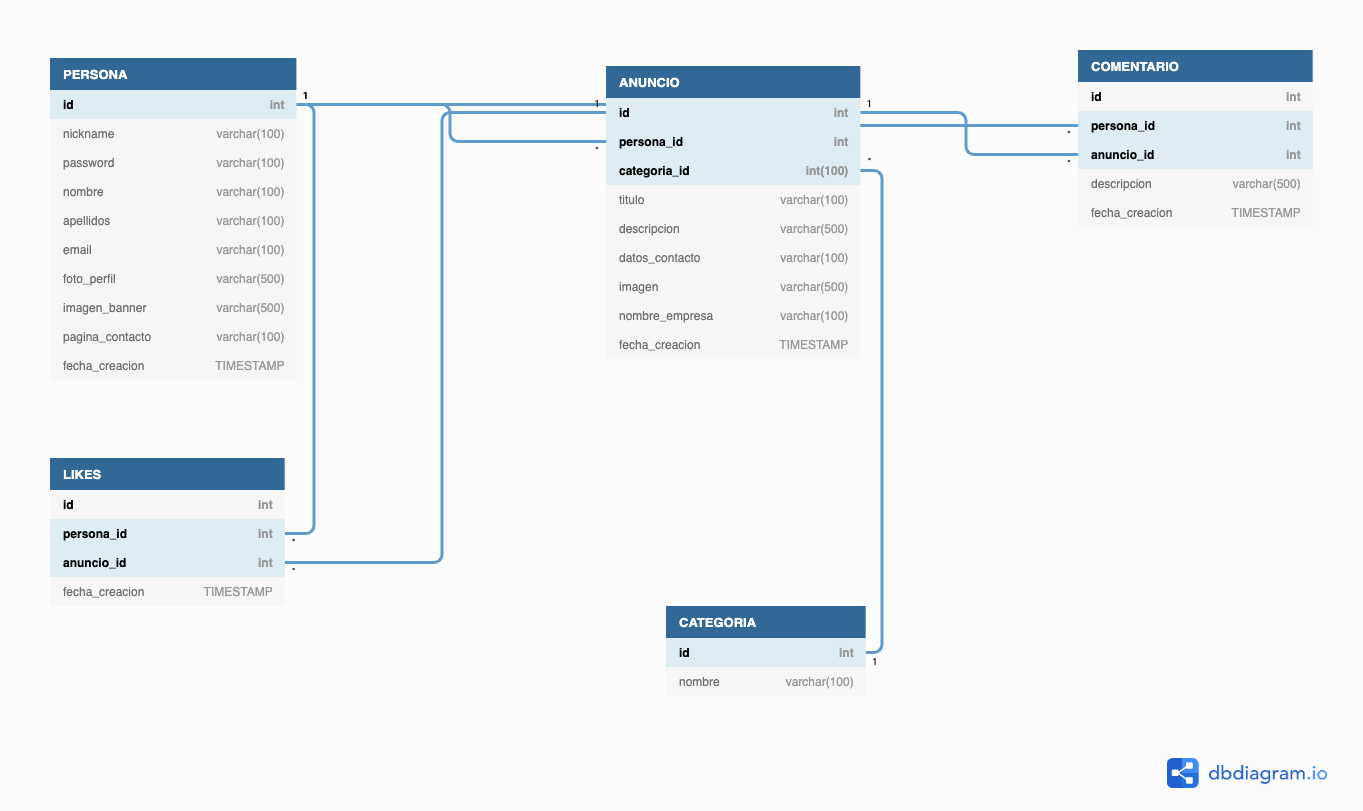 PERSONA
id int
nickname varchar(100)
password varchar(100)
nombre varchar(100)
apellidos varchar(100)
email varchar(100)
foto_perfil varchar(500)
imagen_banner varchar(500)
pagina_contacto varchar(100)
fecha_creacion TIMESTAMP
1
1
ANUNCIO
id int
persona_id int
categoria_id int(100)
titulo varchar(100)
descripcion varchar(500)
datos_contacto varchar(100)
imagen varchar(500)
nombre_empresa varchar(100)
fecha_creacion TIMESTAMP
*
1
*
COMENTARIO
id int
persona_id int
anuncio_id int
descripcion varchar(500)
fecha_creacion TIMESTAMP
*
*
LIKES
id int
persona_id int
anuncio_id int
fecha_creacion TIMESTAMP
*
*
CATEGORIA
id int
nombre varchar(100)
1
dbdiagram.io